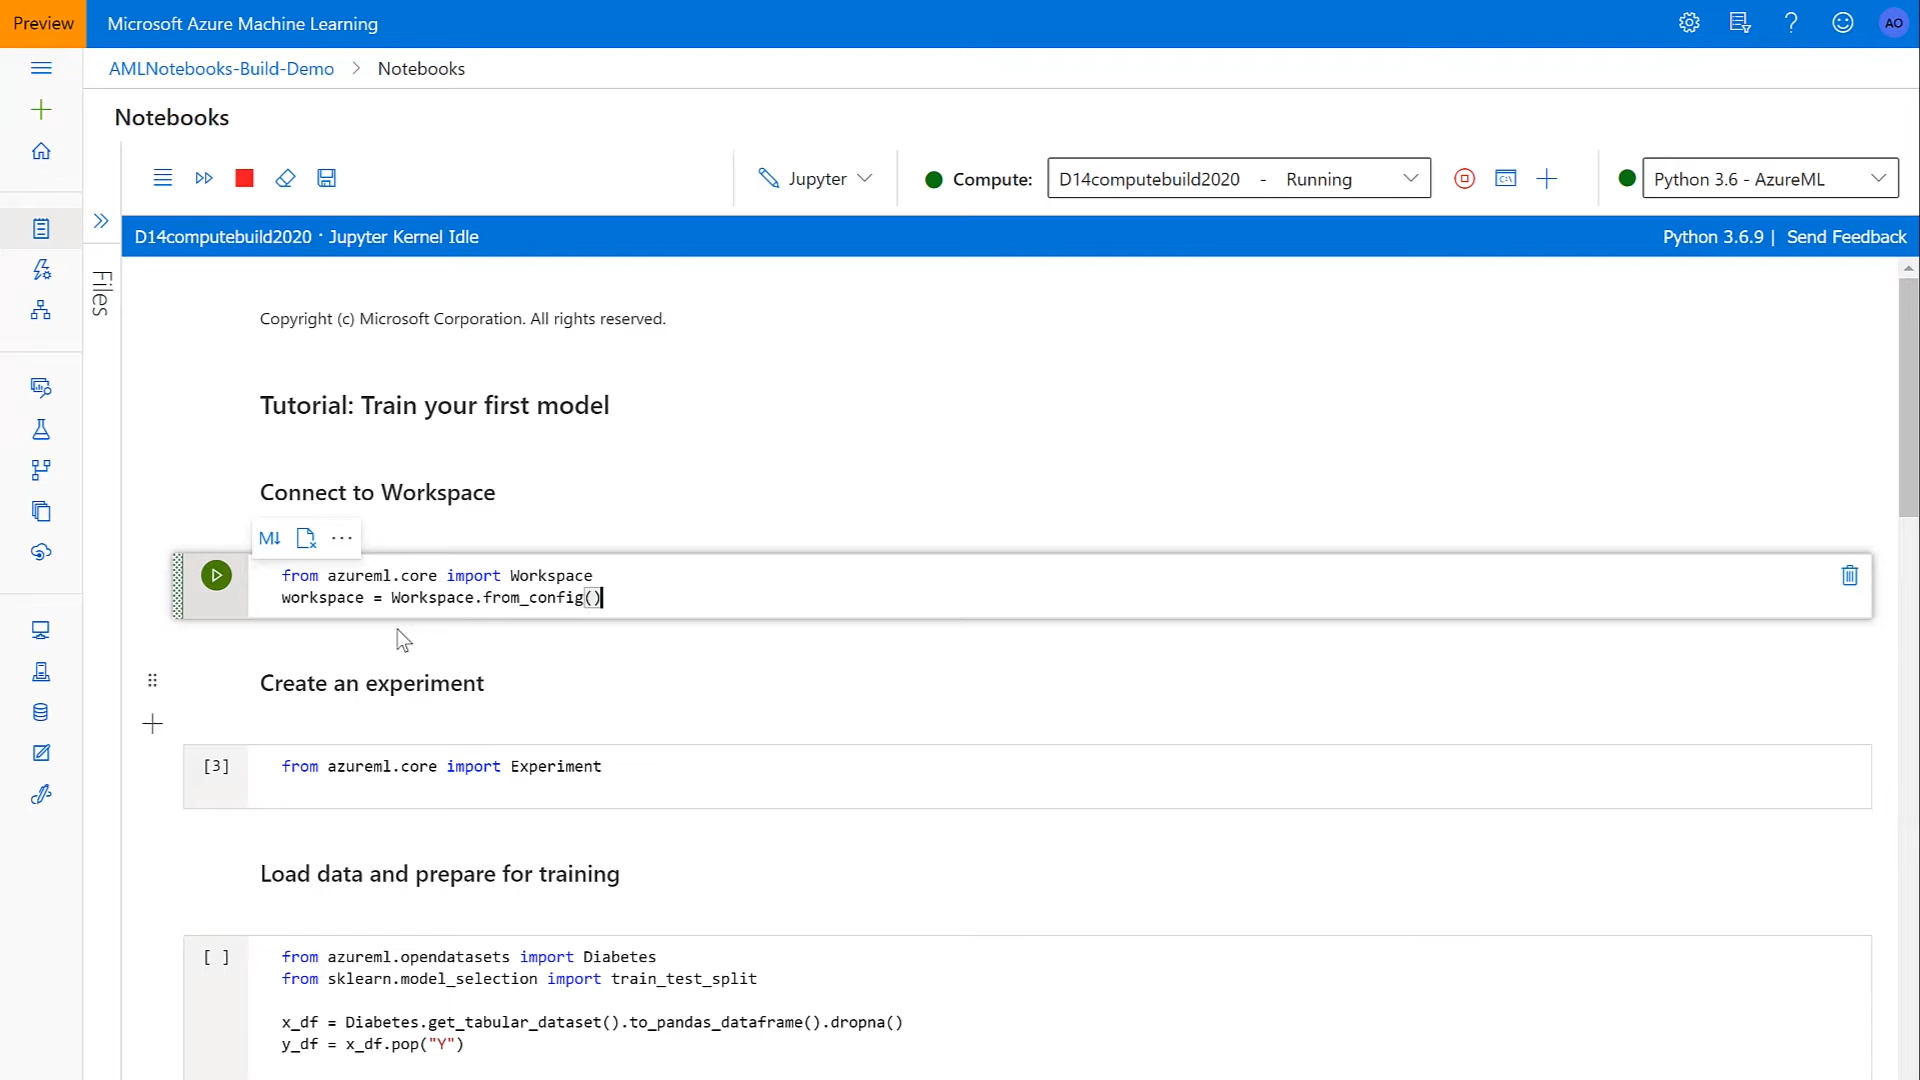 Preview
Microsoft Azure Machine Learning
?
AO
AMLNotebooks-Build-Demo > Notebooks
Notebooks
Jupyter
Compute:
D14computebuild2020 - Running
Python 3.6 - AzureML
D14computebuild2020 · Jupyter Kernel Idle
Python 3.6.9 | Send Feedback
Files
Copyright (c) Microsoft Corporation. All rights reserved.
Tutorial: Train your first model
Connect to Workspace
M↓
...
from azureml.core import Workspace
workspace = Workspace.from_config()
Create an experiment
[3]
from azureml.core import Experiment
Load data and prepare for training
[ ]
from azureml.opendatasets import Diabetes
from sklearn.model_selection import train_test_split
x_df = Diabetes.get_tabular_dataset().to_pandas_dataframe().dropna()
y_df = x_df.pop("Y")